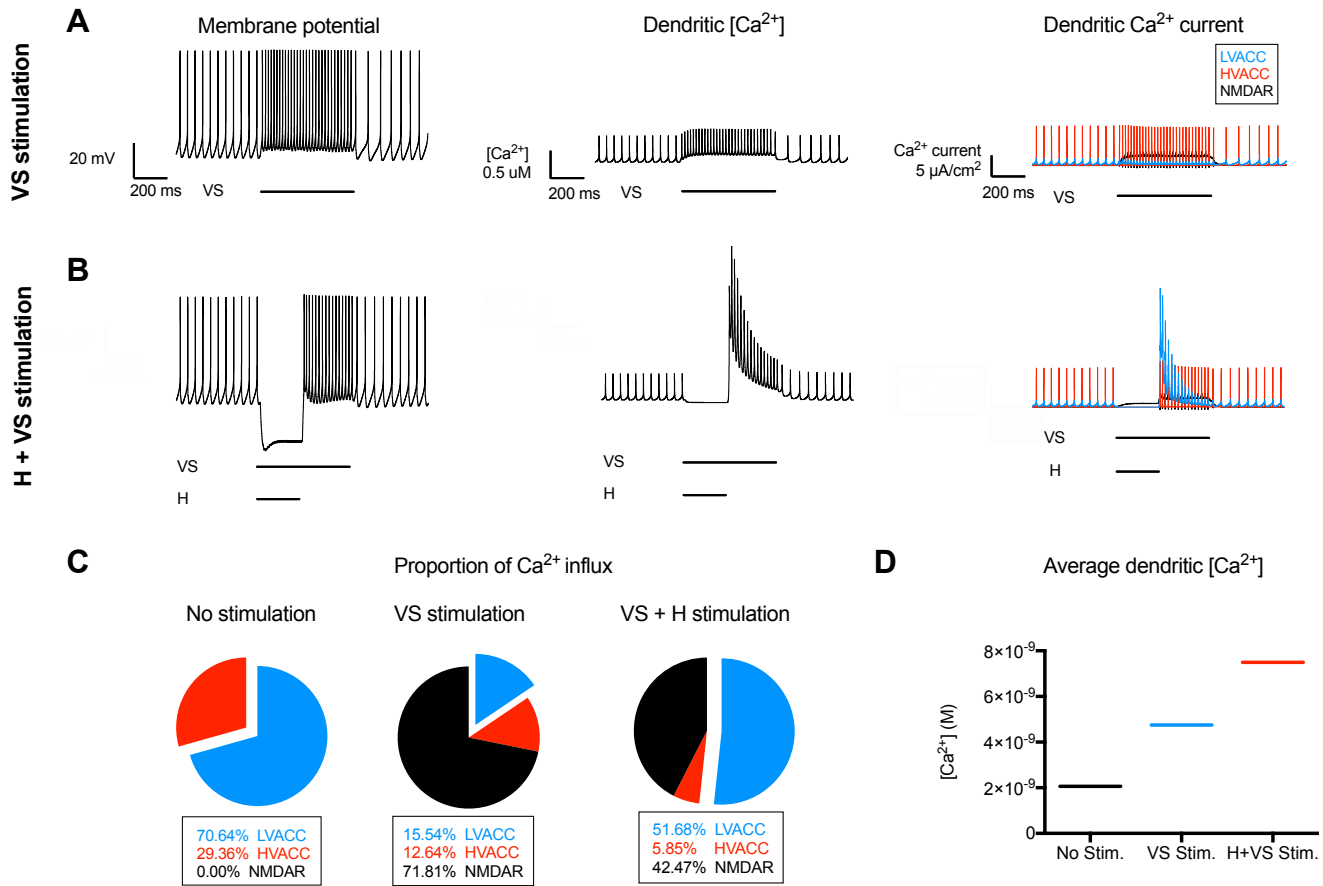 A
Membrane potential
Dendritic [Ca²⁺]
Dendritic Ca²⁺ current
VS stimulation
LVACC
HVACC
NMDAR
20 mV
200 ms
VS
[Ca²⁺]
0.5 uM
200 ms
VS
Ca²⁺ current
5 µA/cm²
200 ms
VS
B
H + VS stimulation
VS
H
VS
H
VS
H
C
Proportion of Ca²⁺ influx
No stimulation
VS stimulation
VS + H stimulation
70.64% LVACC
29.36% HVACC
0.00% NMDAR
15.54% LVACC
12.64% HVACC
71.81% NMDAR
51.68% LVACC
5.85% HVACC
42.47% NMDAR
D
Average dendritic [Ca²⁺]
[Ca²⁺] (M)
8×10⁻⁹
6×10⁻⁹
4×10⁻⁹
2×10⁻⁹
0
No Stim.
VS Stim.
H+VS Stim.